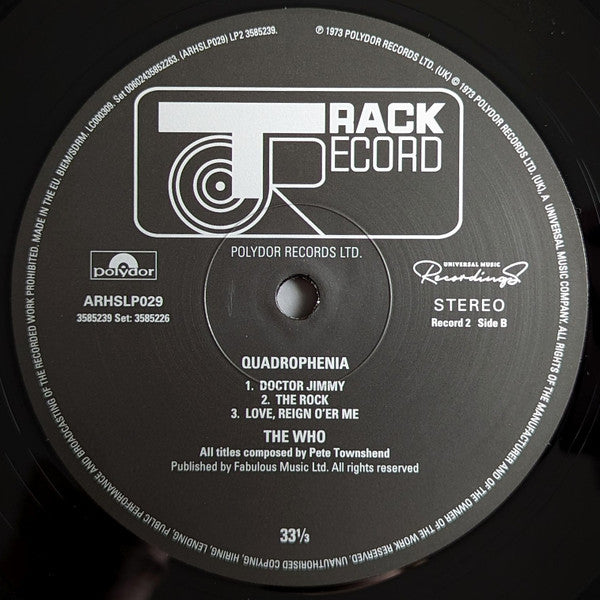 MADE IN THE EU. BIEM/SDRM. LC000309. Set 00602435852263. (ARHSLP029) LP2 3585239.
℗ 1973 POLYDOR RECORDS LTD. (UK) © 1973 POLYDOR RECORDS LTD. (UK), A UNIVERSAL MUSIC COMPANY. ALL RIGHTS OF THE MANUFACTURER AND OF THE OWNER OF THE WORK RESERVED. UNAUTHORISED COPYING, HIRING, LENDING, PUBLIC PERFORMANCE AND BROADCASTING OF THE RECORDED WORK PROHIBITED.
TRACK
RECORD
POLYDOR RECORDS LTD.
polydor
UNIVERSAL MUSIC
Recordings
ARHSLP029
STEREO
3585239 Set: 3585226
Record 2 Side B
QUADROPHENIA
1. DOCTOR JIMMY
2. THE ROCK
3. LOVE, REIGN O'ER ME
THE WHO
All titles composed by Pete Townshend
Published by Fabulous Music Ltd. All rights reserved
33⅓